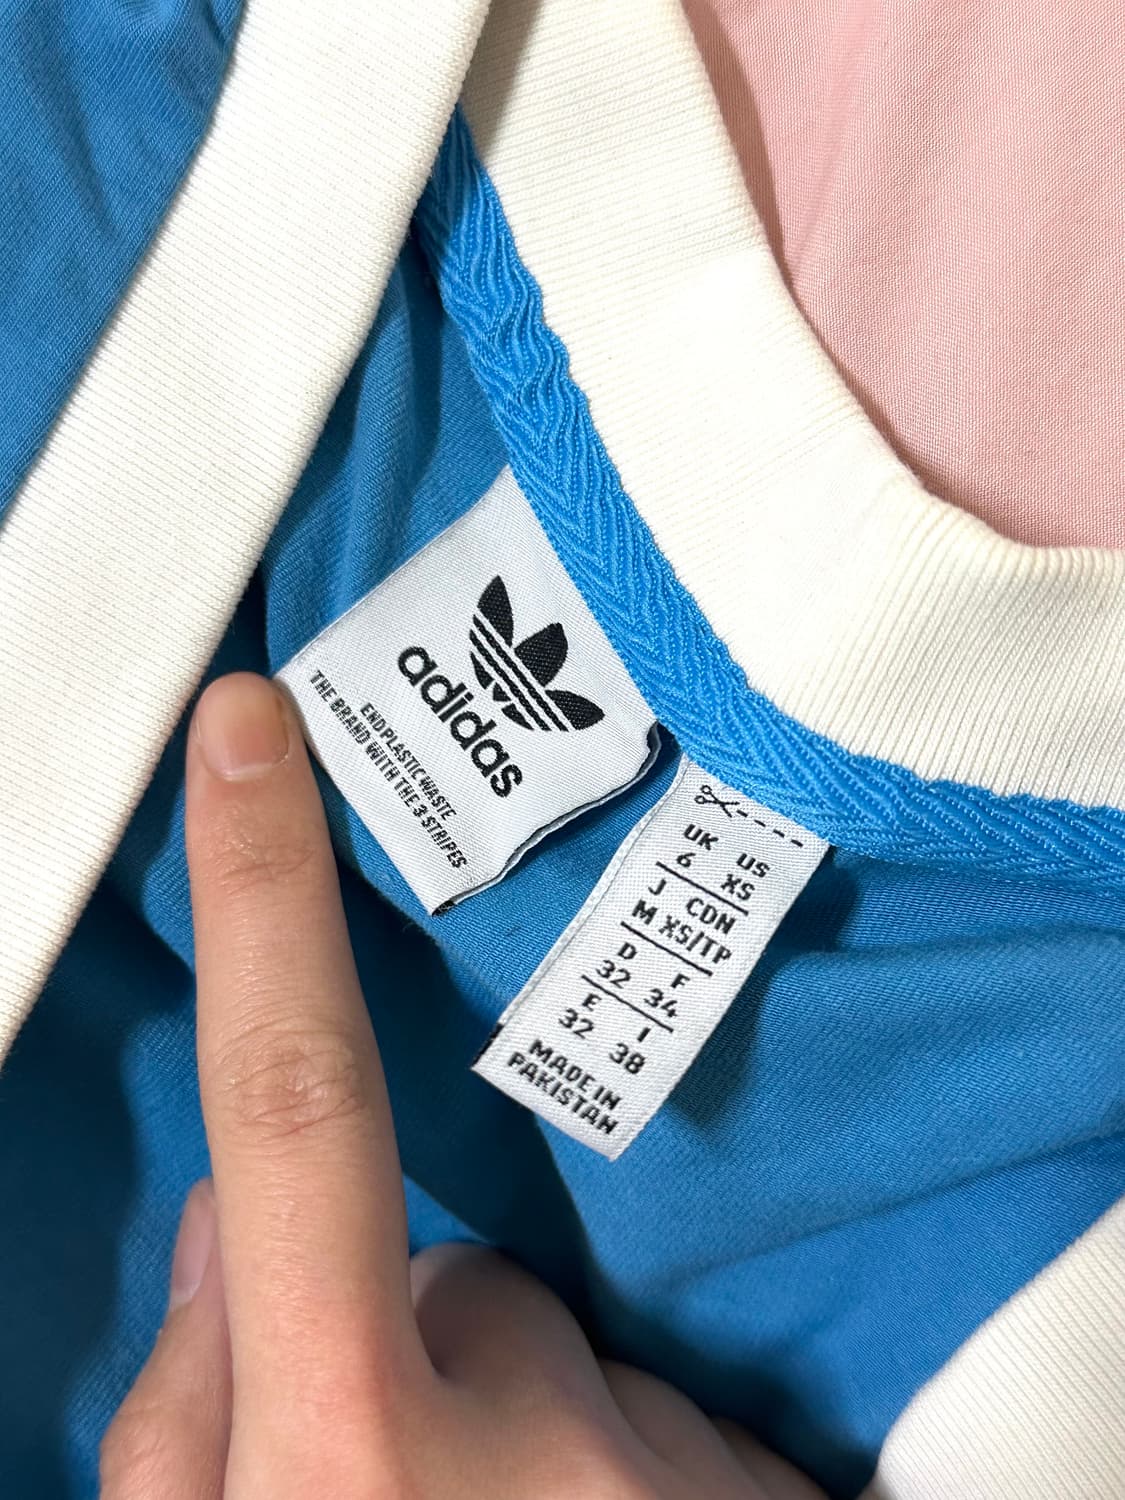 adidas
END PLASTIC WASTE
THE BRAND WITH THE 3 STRIPES
UK US
6 XS
J CDN
M XS/TP
D F
32 34
E I
32 38
MADE IN
PAKISTAN